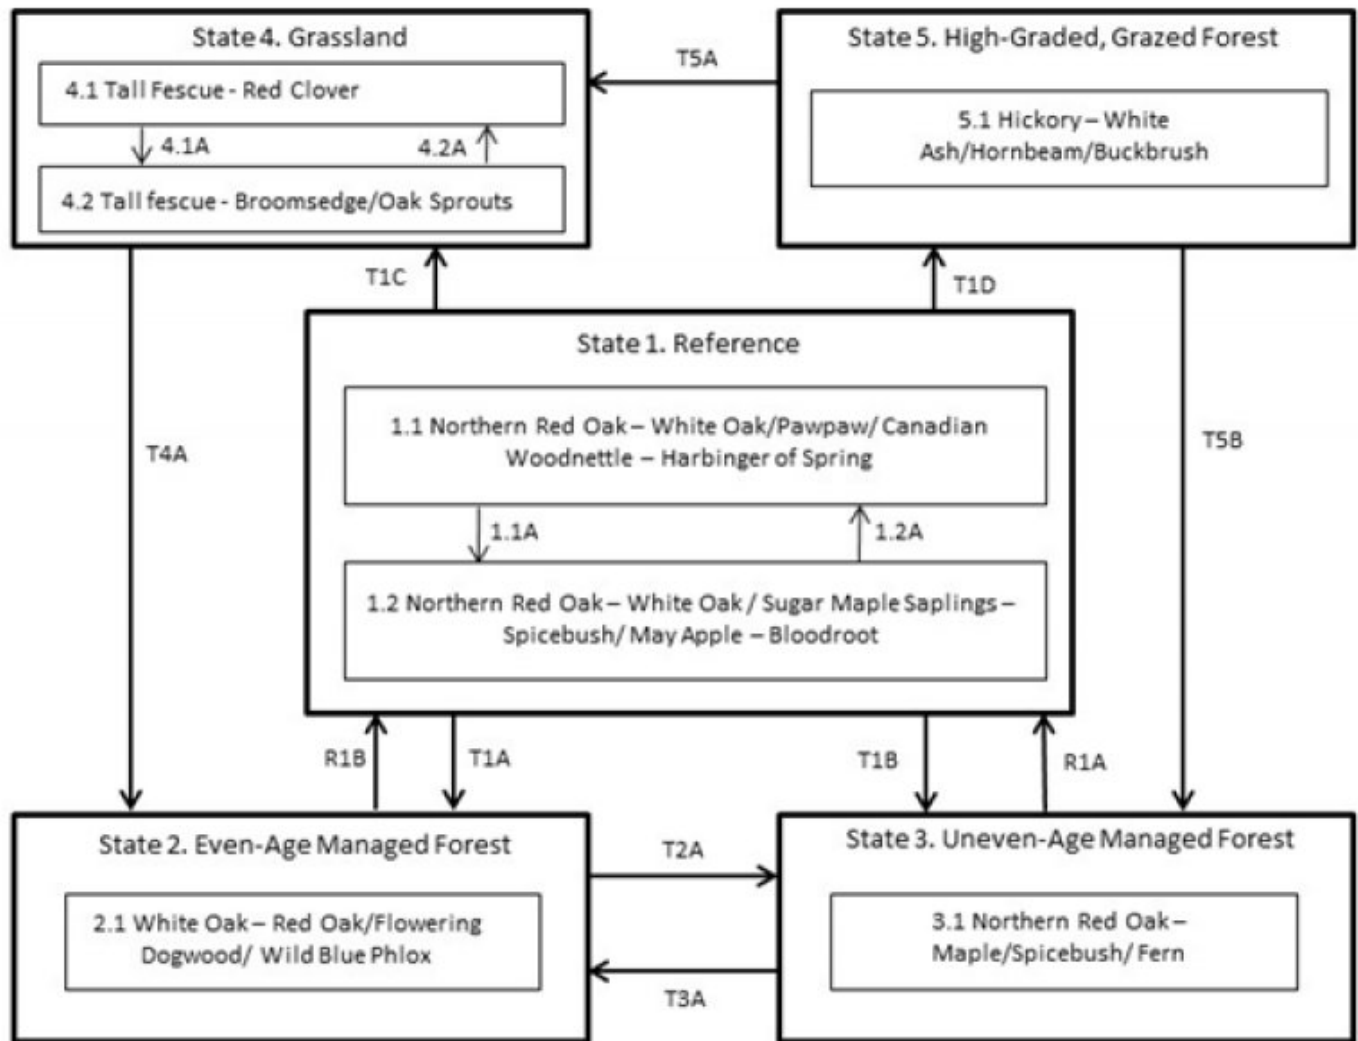 State 4. Grassland
4.1 Tall Fescue - Red Clover
4.1A
4.2A
4.2 Tall fescue - Broomsedge/Oak Sprouts
T5A
State 5. High-Graded, Grazed Forest
5.1 Hickory – White
Ash/Hornbeam/Buckbrush
T1C
T1D
State 1. Reference
1.1 Northern Red Oak – White Oak/Pawpaw/ Canadian
Woodnettle – Harbinger of Spring
1.1A
1.2A
1.2 Northern Red Oak – White Oak / Sugar Maple Saplings –
Spicebush/ May Apple – Bloodroot
T4A
T5B
R1B
T1A
T1B
R1A
State 2. Even-Age Managed Forest
2.1 White Oak – Red Oak/Flowering
Dogwood/ Wild Blue Phlox
T2A
T3A
State 3. Uneven-Age Managed Forest
3.1 Northern Red Oak –
Maple/Spicebush/ Fern